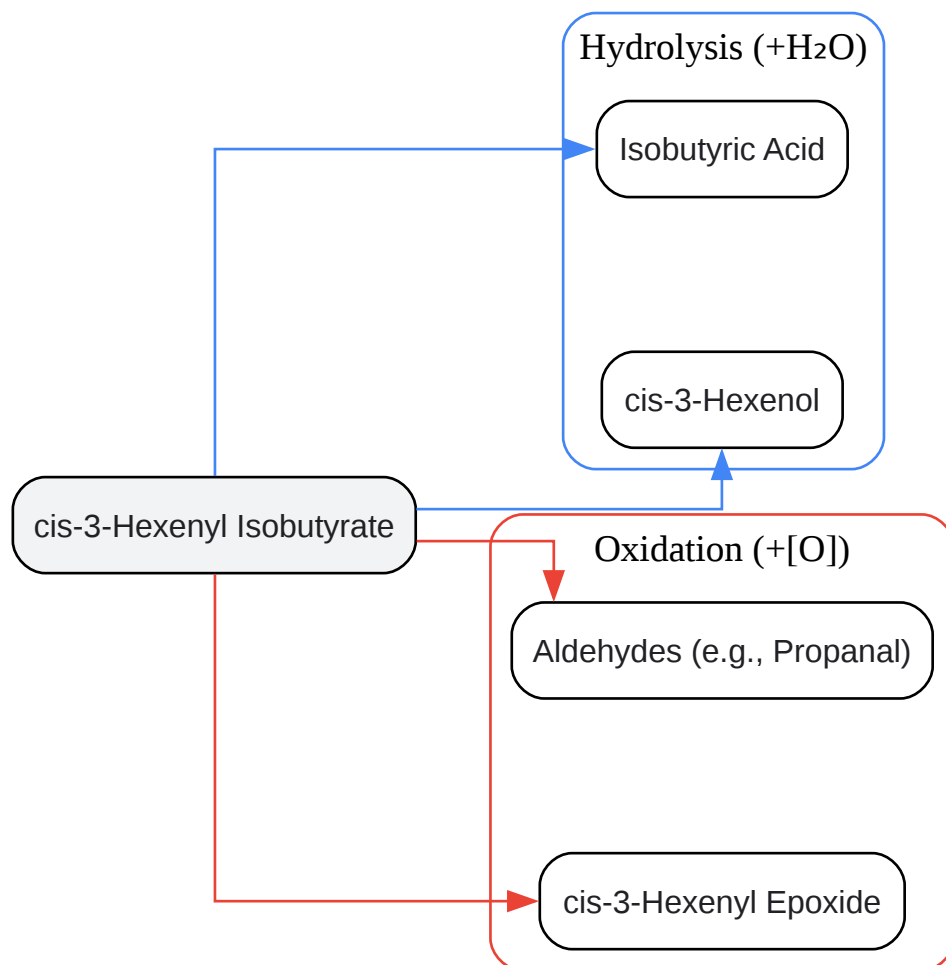 Hydrolysis (+H₂O)
Isobutyric Acid
cis-3-Hexenol
cis-3-Hexenyl Isobutyrate
Oxidation (+[O])
Aldehydes (e.g., Propanal)
cis-3-Hexenyl Epoxide